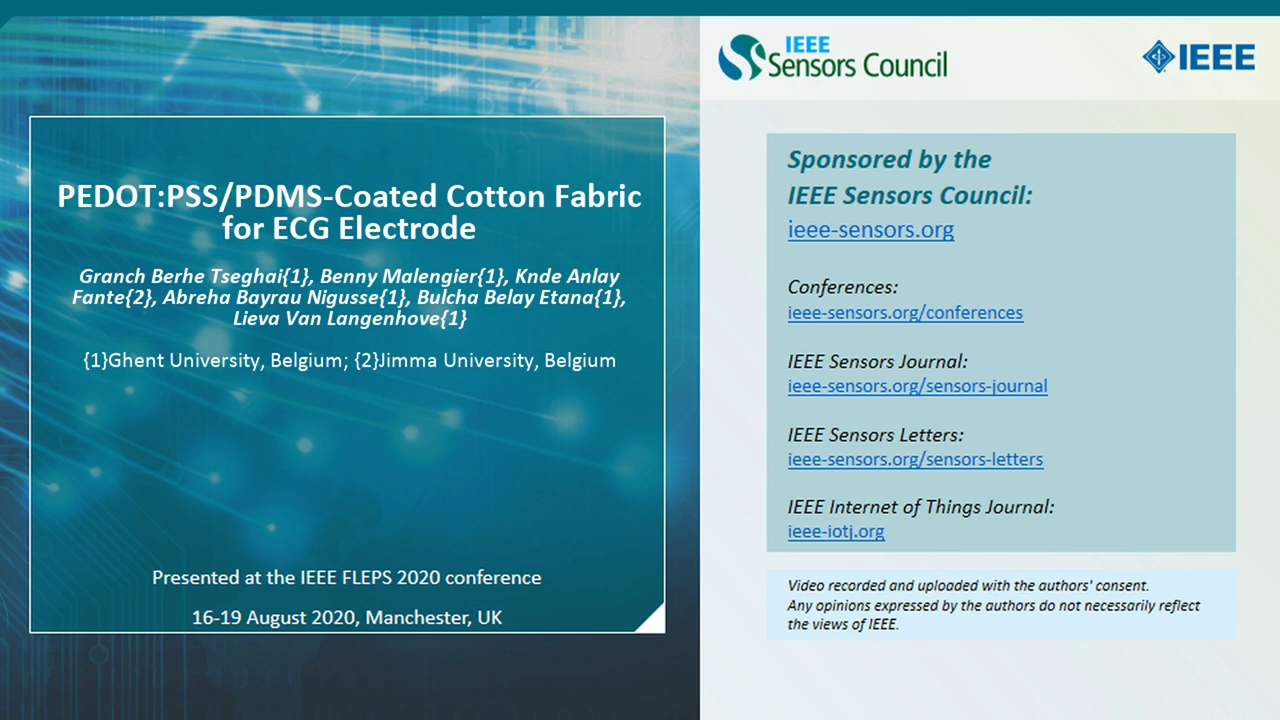 PEDOT:PSS/PDMS-Coated Cotton Fabric
for ECG Electrode
Granch Berhe Tseghai{1}, Benny Malengier{1}, Knde Anlay
Fante{2}, Abreha Bayrau Nigusse{1}, Bulcha Belay Etana{1},
Lieva Van Langenhove{1}
{1}Ghent University, Belgium; {2}Jimma University, Belgium
Presented at the IEEE FLEPS 2020 conference
16-19 August 2020, Manchester, UK
IEEE
Sensors Council
IEEE
Sponsored by the
IEEE Sensors Council:
ieee-sensors.org
Conferences:
ieee-sensors.org/conferences
IEEE Sensors Journal:
ieee-sensors.org/sensors-journal
IEEE Sensors Letters:
ieee-sensors.org/sensors-letters
IEEE Internet of Things Journal:
ieee-iotj.org
Video recorded and uploaded with the authors' consent.
Any opinions expressed by the authors do not necessarily reflect
the views of IEEE.